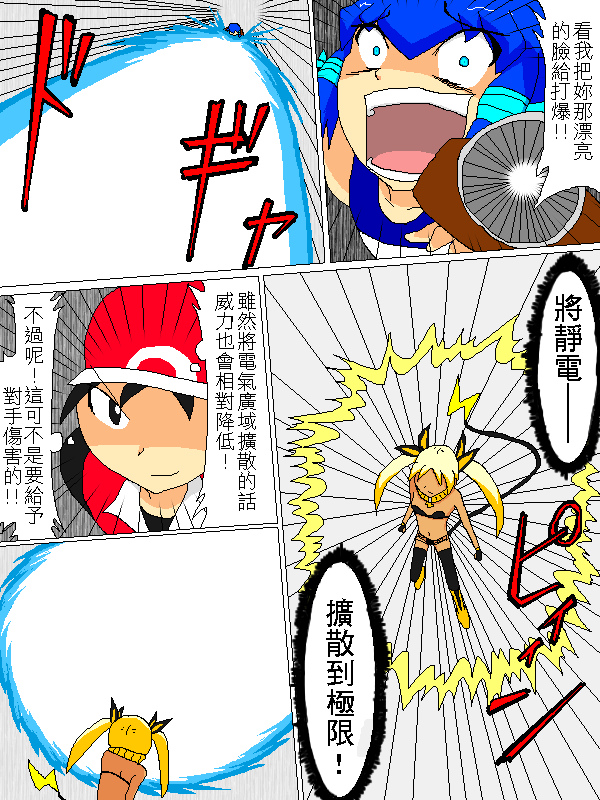 看我把妳那漂亮
的臉給打爆!!
ドギャ
將靜電—
擴散到極限！
ピィィン
雖然將電氣廣域擴散的話
威力也會相對降低！
不過呢！這可不是要給予
對手傷害的!!